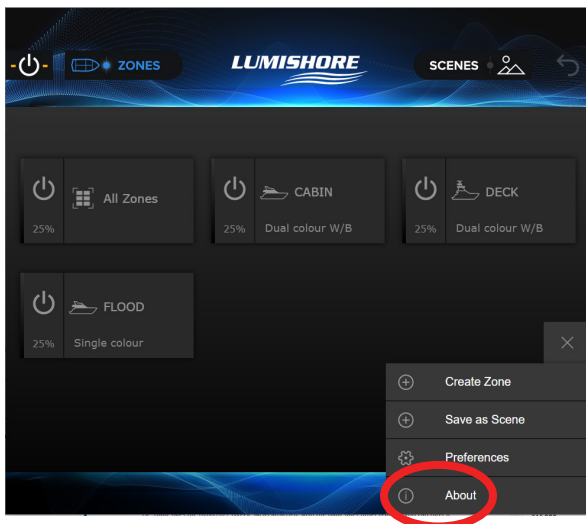 ZONES
LUMISHORE
SCENES
All Zones
25%
CABIN
25% Dual colour W/B
DECK
25% Dual colour W/B
FLOOD
25% Single colour
Create Zone
Save as Scene
Preferences
About